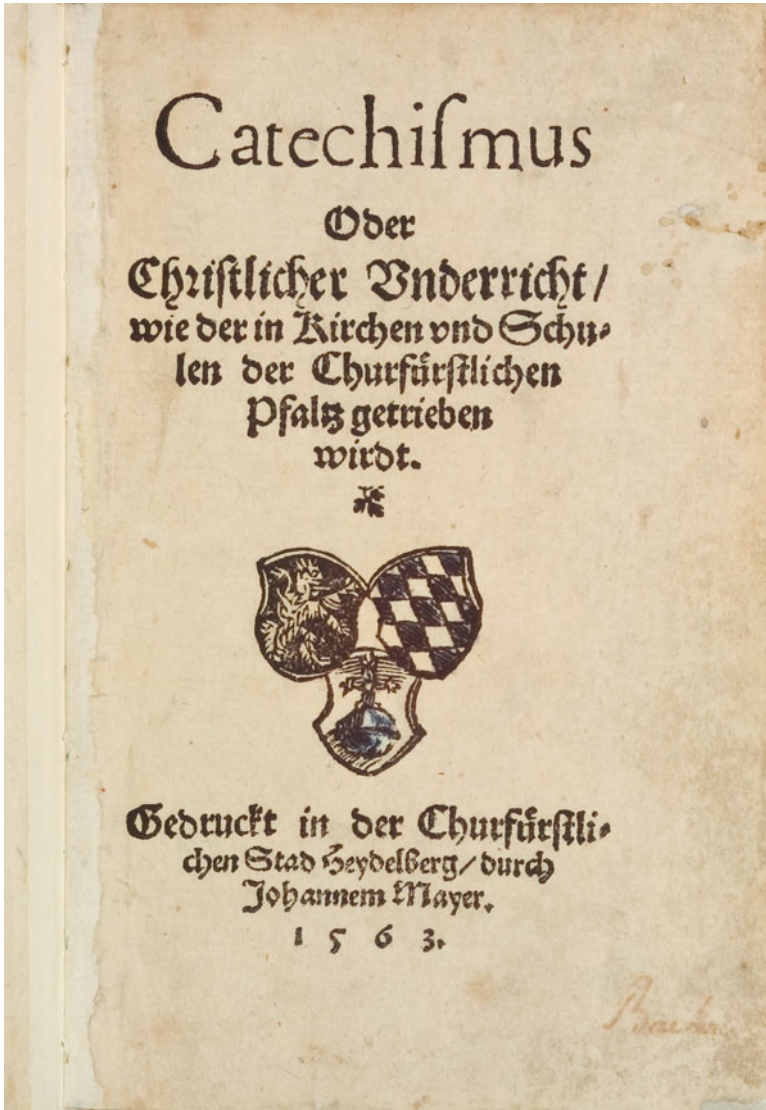 Catechiſmus
Oder
Chriſtlicher Vnderricht/
wie der in Kirchen vnd Schu⸗
len der Churfürſtlichen
Pfaltz getrieben
wirdt.
Gedruckt in der Churfürſtli⸗
chen Stad Heydelberg/ durch
Johannem Mayer.
1 5 6 3.